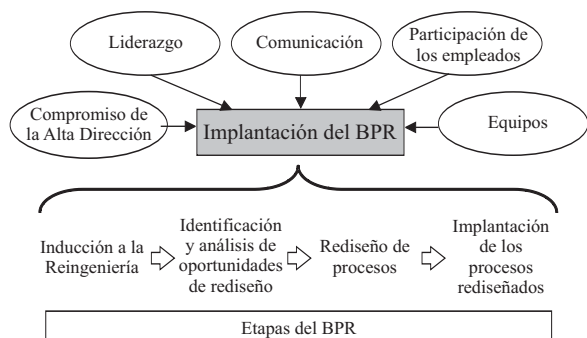 Liderazgo
Comunicación
Participación de
los empleados
Compromiso de
la Alta Dirección
Implantación del BPR
Equipos
Inducción a la
Reingeniería
Identificación
y análisis de
oportunidades
de rediseño
Rediseño de
procesos
Implantación
de los
procesos
rediseñados
Etapas del BPR